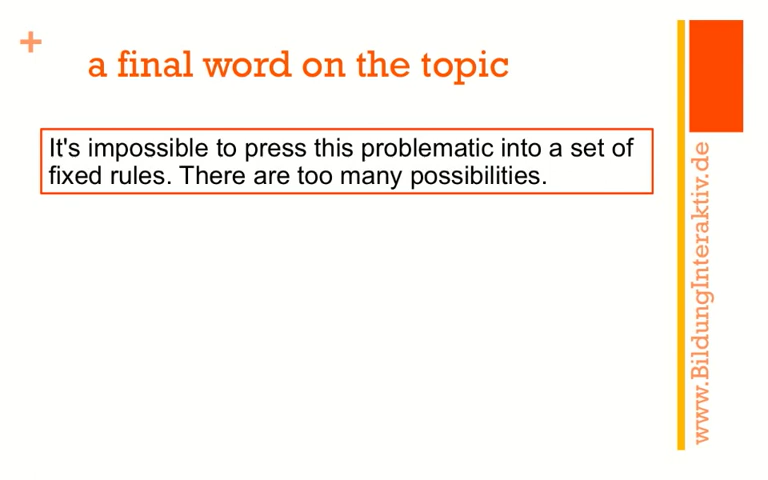 +
a final word on the topic
It's impossible to press this problematic into a set of
fixed rules. There are too many possibilities.
www.BildungInteraktiv.de